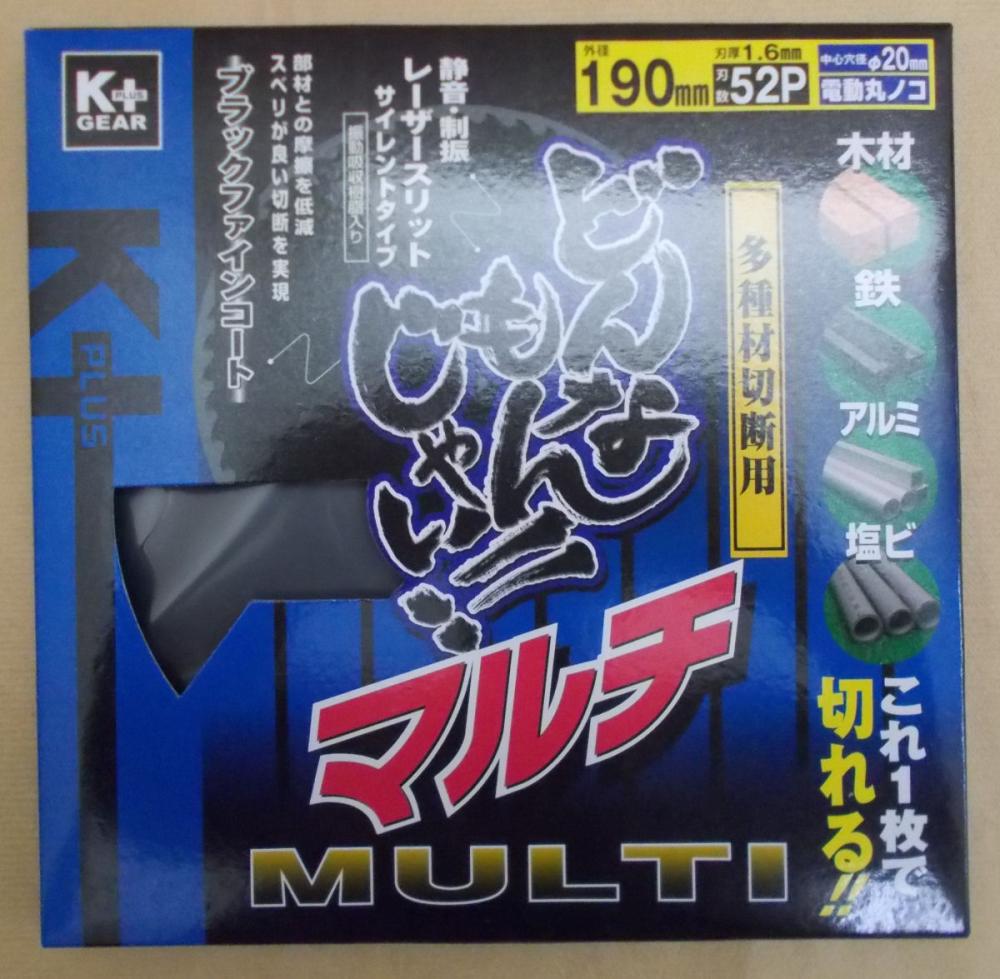 K+
PLUS
GEAR
外径
190mm
刃厚1.6mm
刃数52P
中心穴径φ20mm
電動丸ノコ
静音・制振
レーザースリット
サイレントタイプ
振動吸収樹脂入り
部材との摩擦を低減
スベリが良い切断を実現
ブラックファインコート
どんな
もんニ
じゃい!!
多種材切断用
木材
鉄
アルミ
塩ビ
これ1枚で
切れる!!
K+
PLUS
マルチ
MULTI